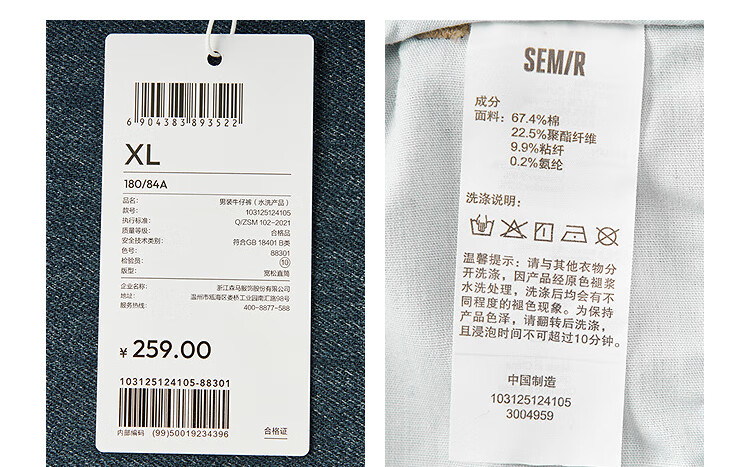 6 904383 893522
XL
180/84A
品名: 男装牛仔裤（水洗产品）
款号: 103125124105
执行标准: Q/ZSM 102-2021
质量等级: 合格品
安全技术类别: 符合GB 18401 B类
色号: 88301
检验员: 10
版型: 宽松直筒
企业名称: 浙江森马服饰股份有限公司
地址: 温州市瓯海区娄桥工业园南汇路98号
服务热线: 400-8877-588
¥ 259.00
103125124105-88301
内部编码 (99)50019234396 合格证
SEMIR
成分
面料: 67.4%棉
22.5%聚酯纤维
9.9%粘纤
0.2%氨纶
洗涤说明:
温馨提示: 请与其他衣物分
开洗涤，因产品经原色褪浆
水洗处理，洗涤后均会有不
同程度的褪色现象。为保持
产品色泽，请翻转后洗涤，
且浸泡时间不可超过10分钟。
中国制造
103125124105
3004959